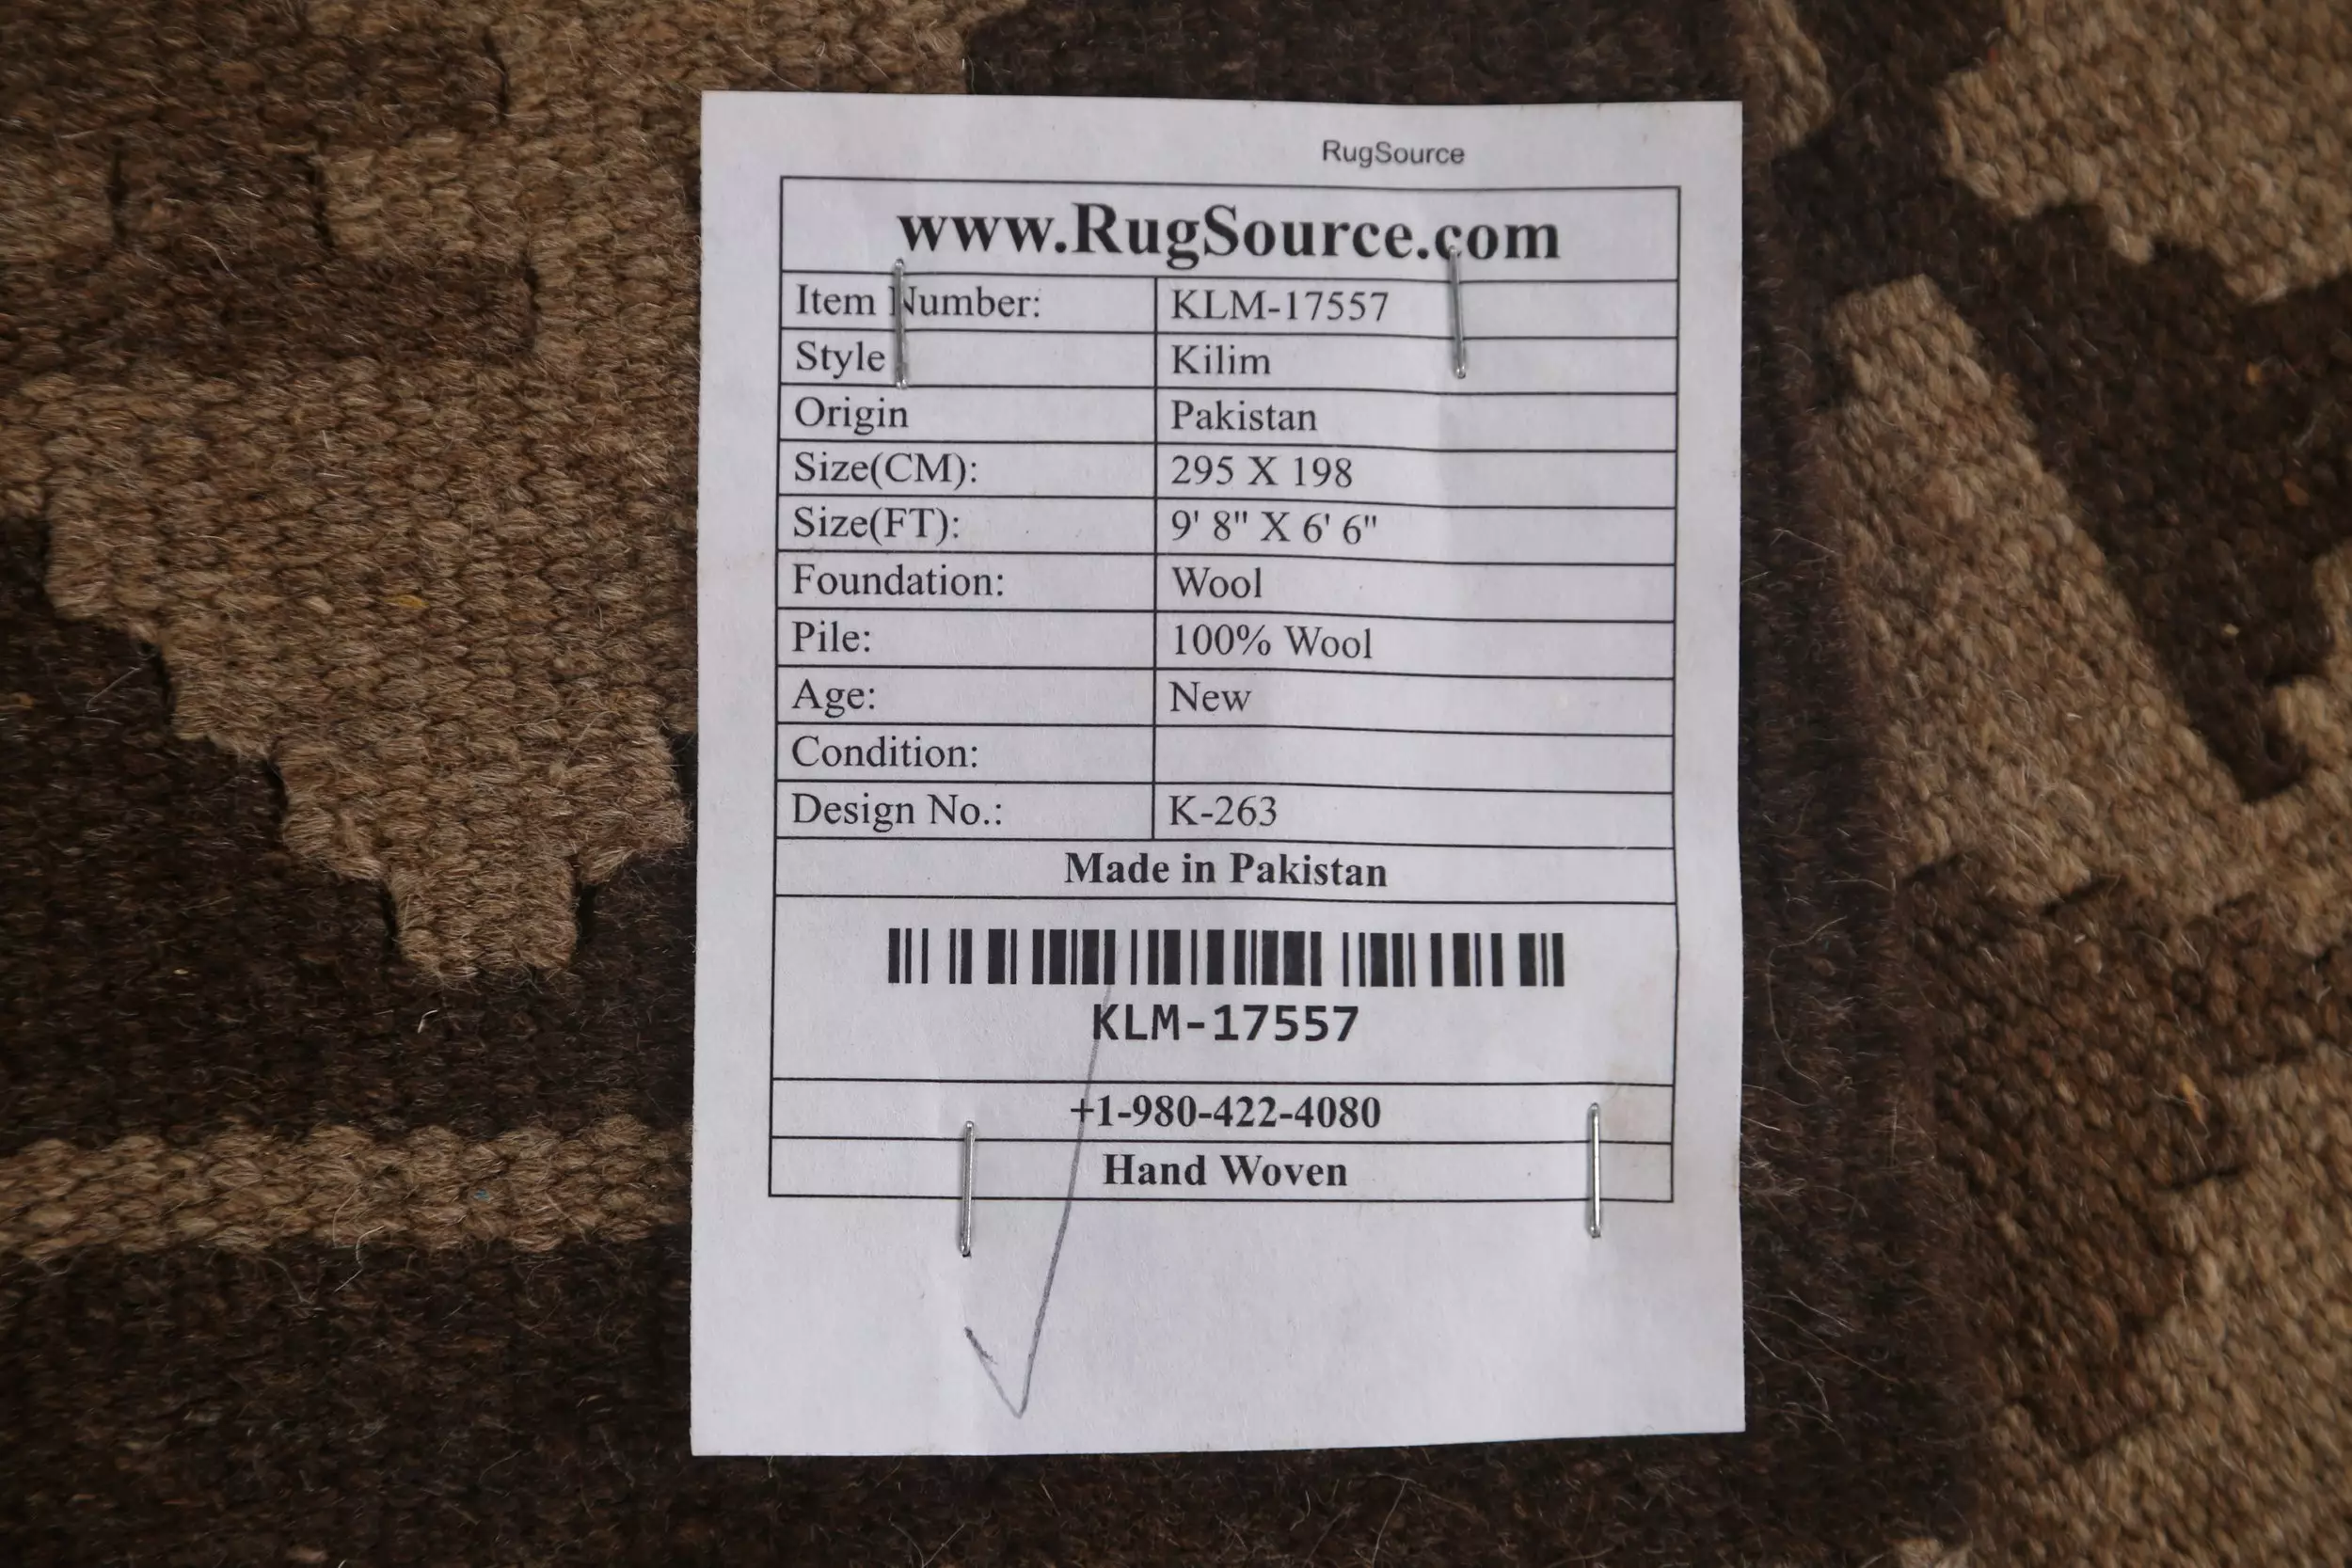 RugSource
www.RugSource.com
Item Number: KLM-17557
Style Kilim
Origin Pakistan
Size(CM): 295 X 198
Size(FT): 9' 8" X 6' 6"
Foundation: Wool
Pile: 100% Wool
Age: New
Condition:
Design No.: K-263
Made in Pakistan
KLM-17557
+1-980-422-4080
Hand Woven